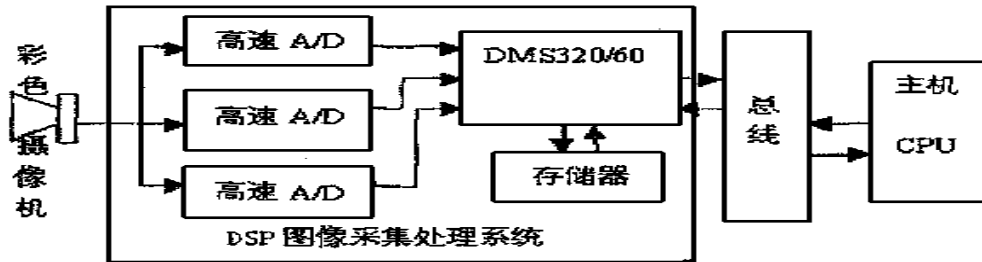 彩色摄像机
高速 A/D
高速 A/D
高速 A/D
DMS320/60
存储器
DSP 图像采集处理系统
总线
主机
CPU